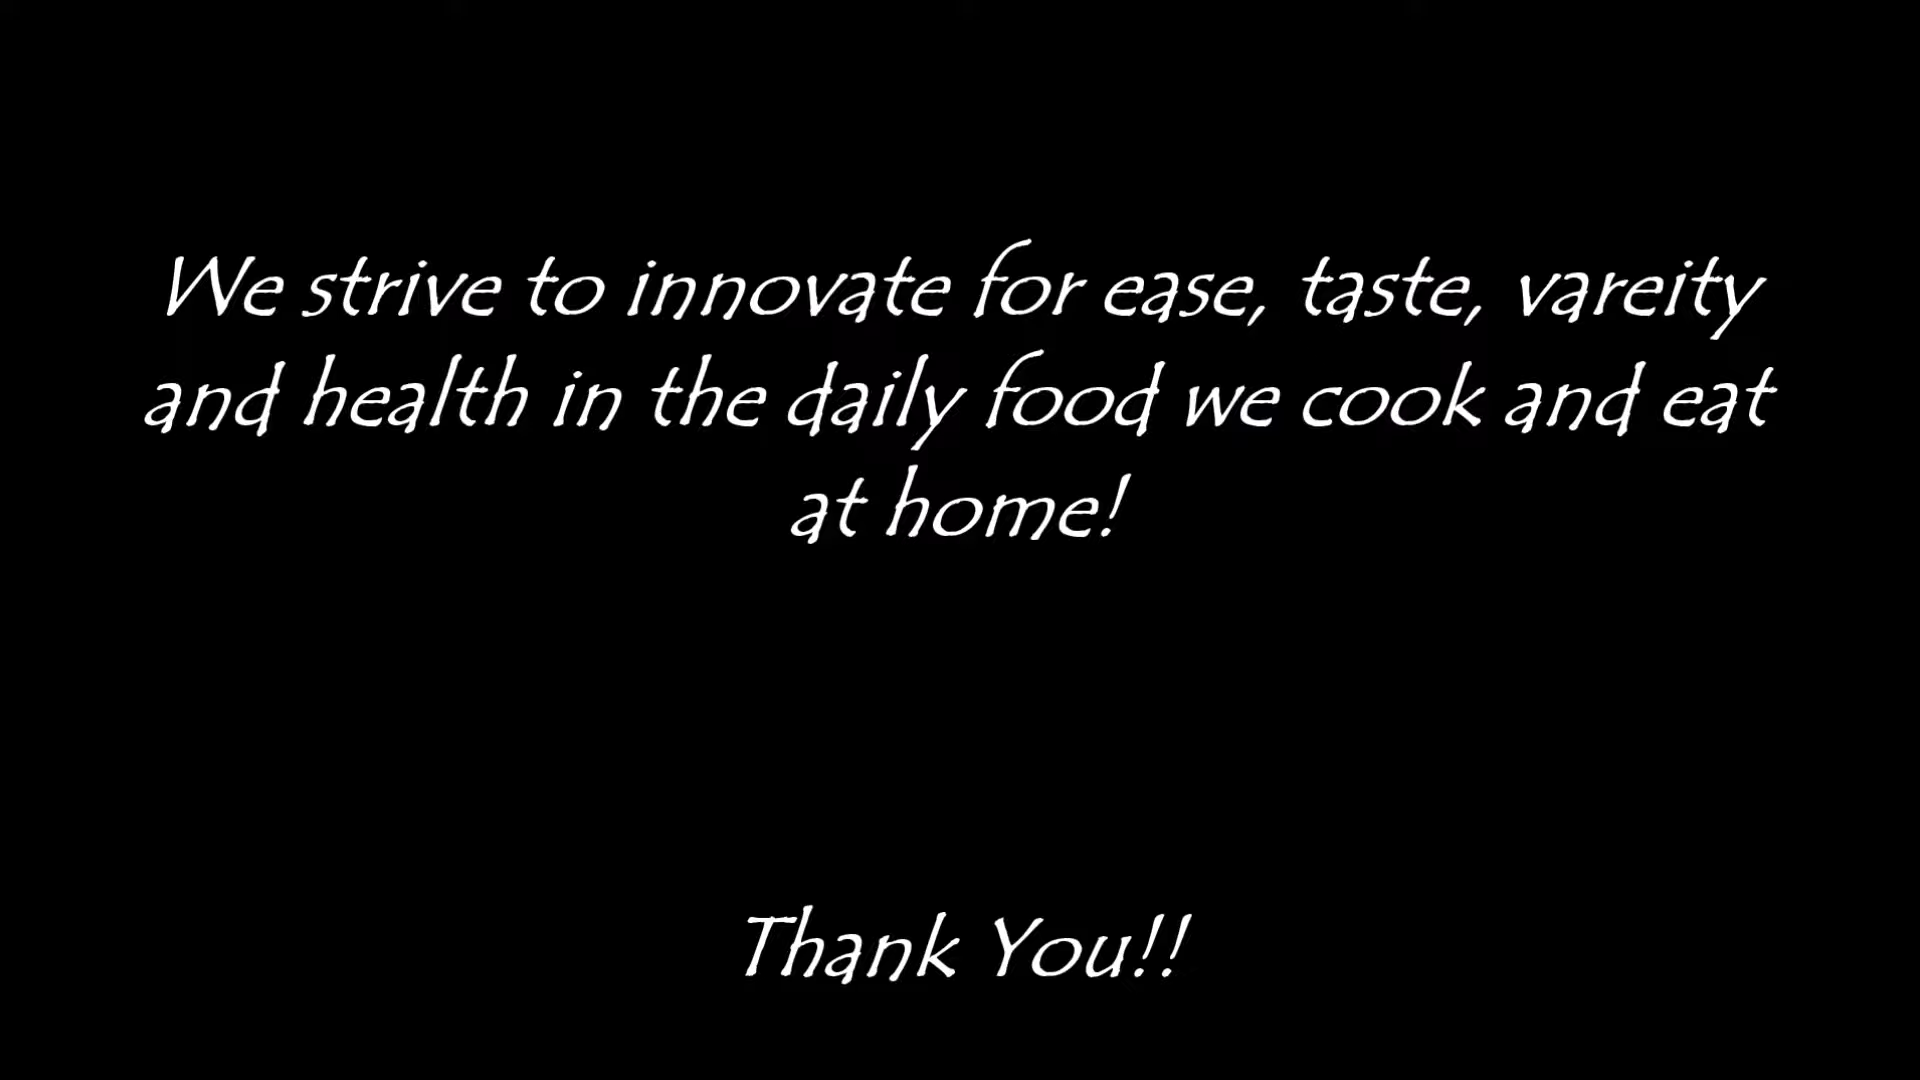 We strive to innovate for ease, taste, vareity
and health in the daily food we cook and eat
at home!
Thank You!!